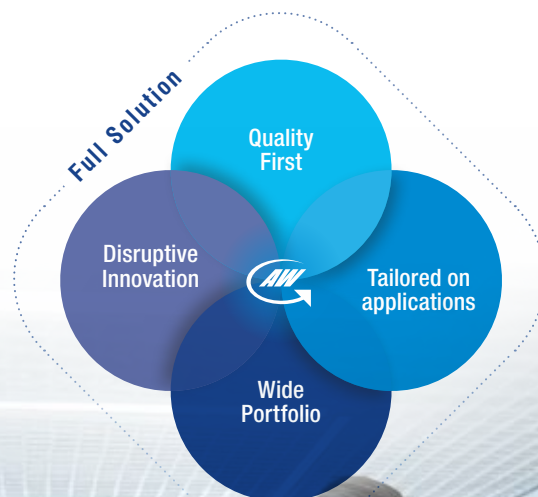 Full Solution
Quality
First
Disruptive
Innovation
AW
Tailored on
applications
Wide
Portfolio